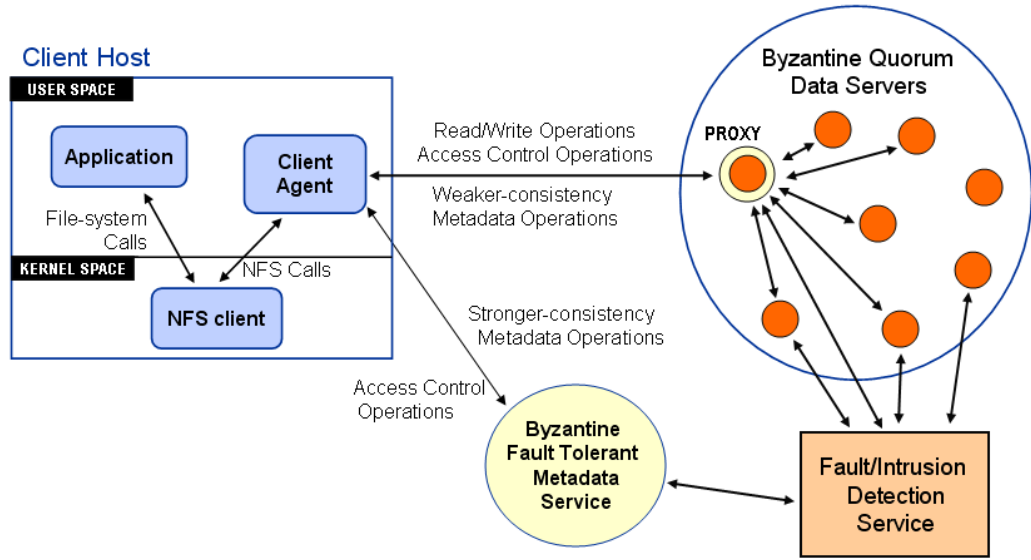 Client Host
USER SPACE
Application
Client
Agent
File-system
Calls
KERNEL SPACE
NFS Calls
NFS client
Read/Write Operations
Access Control Operations
Weaker-consistency
Metadata Operations
Stronger-consistency
Metadata Operations
Access Control
Operations
Byzantine Quorum
Data Servers
PROXY
Byzantine
Fault Tolerant
Metadata
Service
Fault/Intrusion
Detection
Service